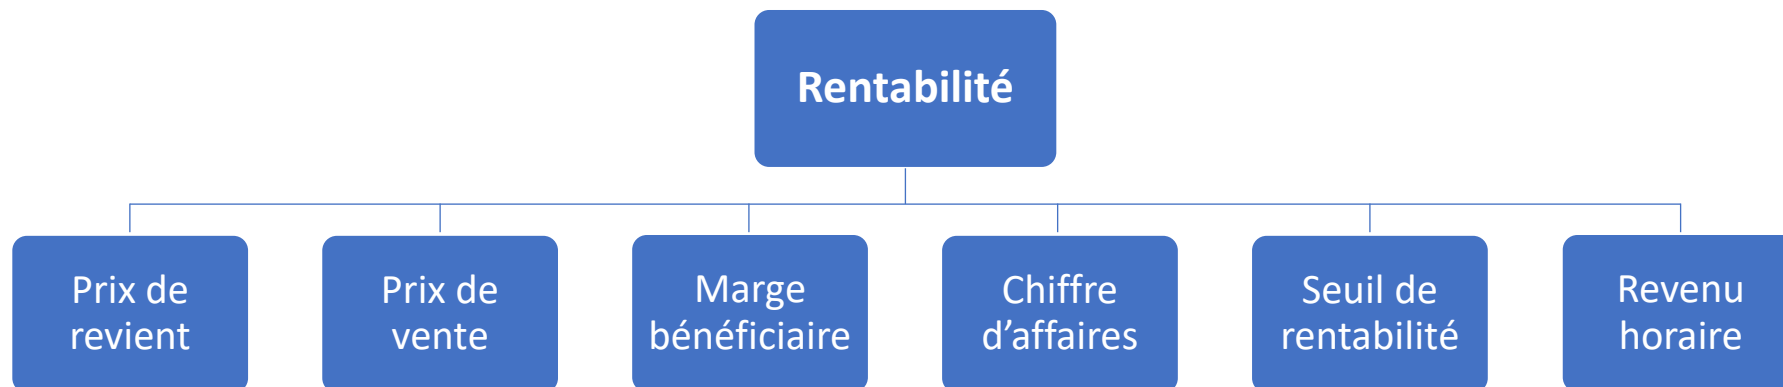 Rentabilité
Prix de
revient
Prix de
vente
Marge
bénéficiaire
Chiffre
d’affaires
Seuil de
rentabilité
Revenu
horaire